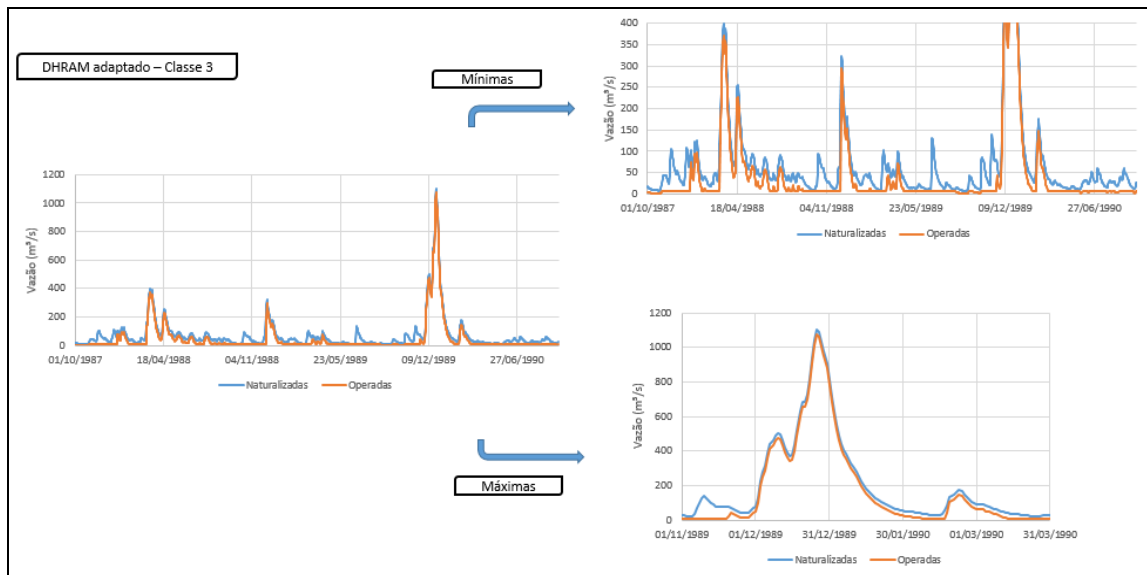 DHRAM adaptado – Classe 3
Mínimas
Vazão (m³/s)
400
350
300
250
200
150
100
50
0
01/10/1987 18/04/1988 04/11/1988 23/05/1989 09/12/1989 27/06/1990
Naturalizadas Operadas
Vazão (m³/s)
1200
1000
800
600
400
200
0
01/10/1987 18/04/1988 04/11/1988 23/05/1989 09/12/1989 27/06/1990
Naturalizadas Operadas
Máximas
Vazão (m³/s)
1200
1000
800
600
400
200
0
01/11/1989 01/12/1989 31/12/1989 30/01/1990 01/03/1990 31/03/1990
Naturalizadas Operadas